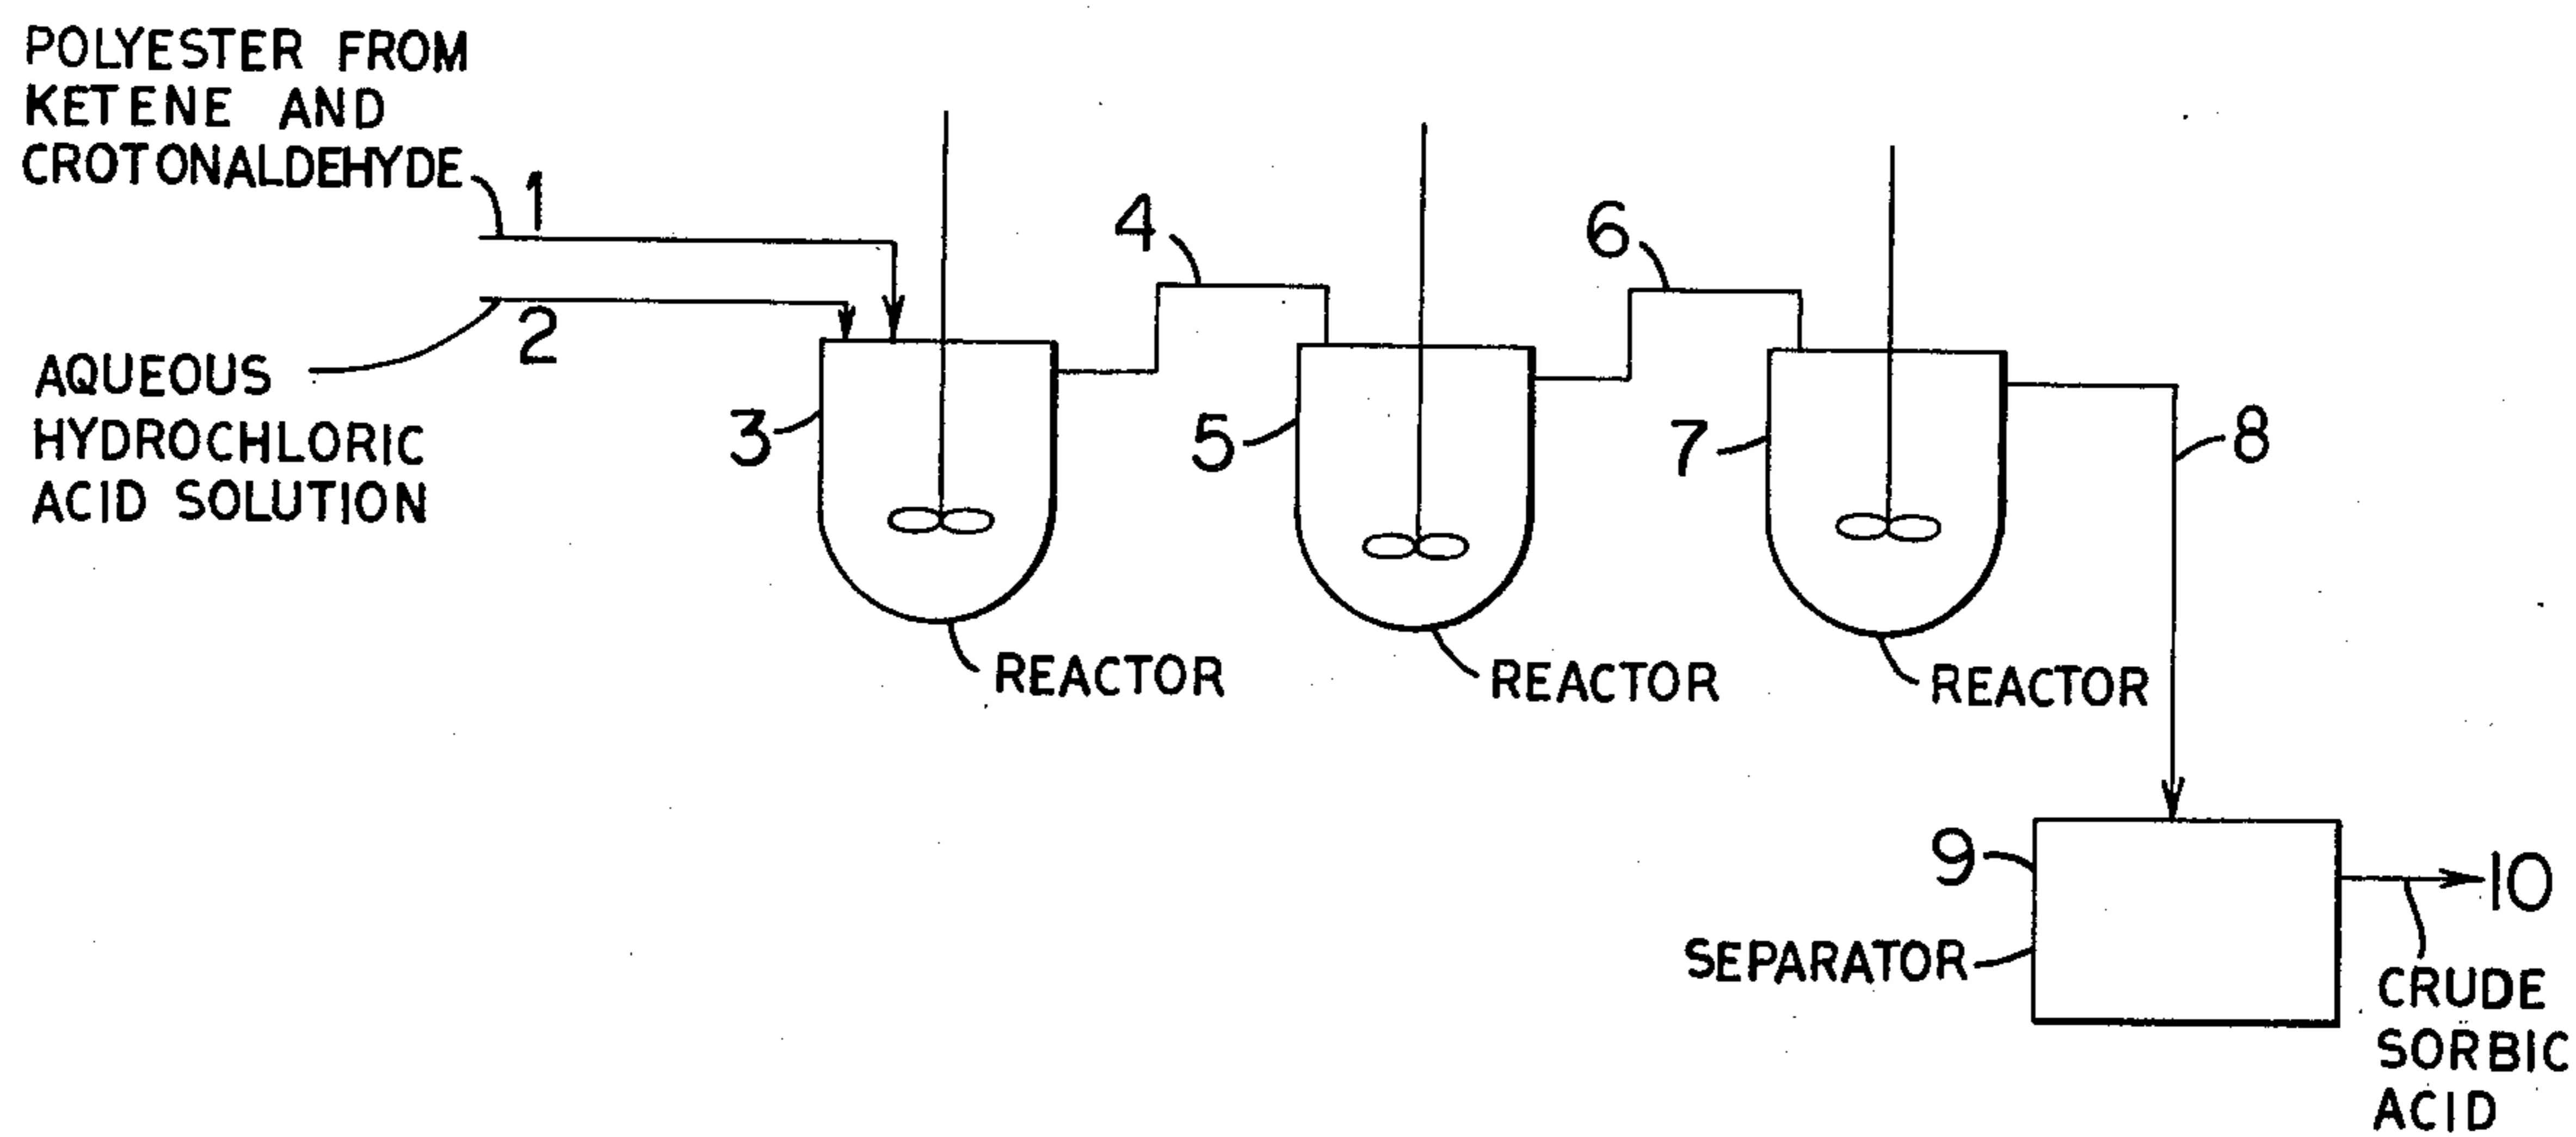 POLYESTER FROM
KETENE AND
CROTONALDEHYDE
1
2
AQUEOUS
HYDROCHLORIC
ACID SOLUTION
3
REACTOR
4
5
REACTOR
6
7
REACTOR
8
9
SEPARATOR
10
CRUDE
SORBIC
ACID